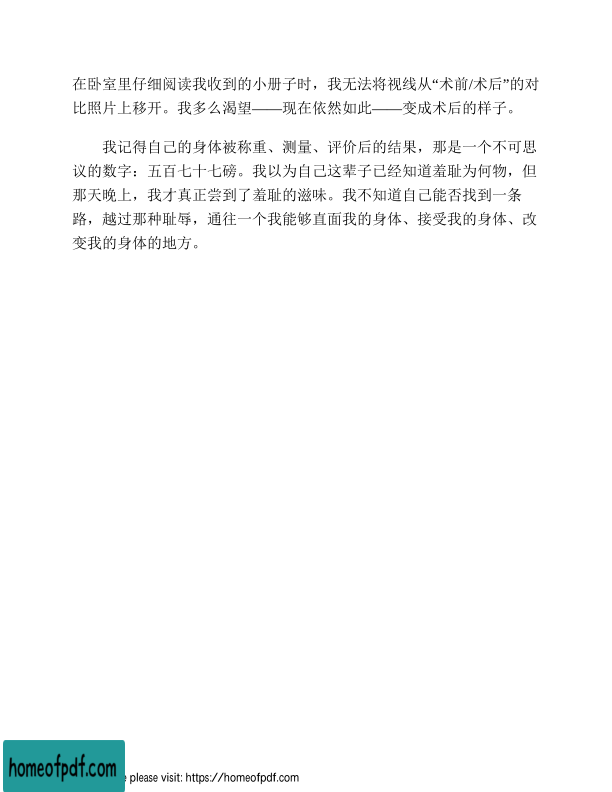 在卧室里仔细阅读我收到的小册子时，我无法将视线从“术前/术后”的对
比照片上移开。我多么渴望——现在依然如此——变成术后的样子。
我记得自己的身体被称重、测量、评价后的结果，那是一个不可思
议的数字：五百七十七磅。我以为自己这辈子已经知道羞耻为何物，但
那天晚上，我才真正尝到了羞耻的滋味。我不知道自己能否找到一条
路，越过那种耻辱，通往一个我能够直面我的身体、接受我的身体、改
变我的身体的地方。
homeofpdf.com
e please visit: https://homeofpdf.com